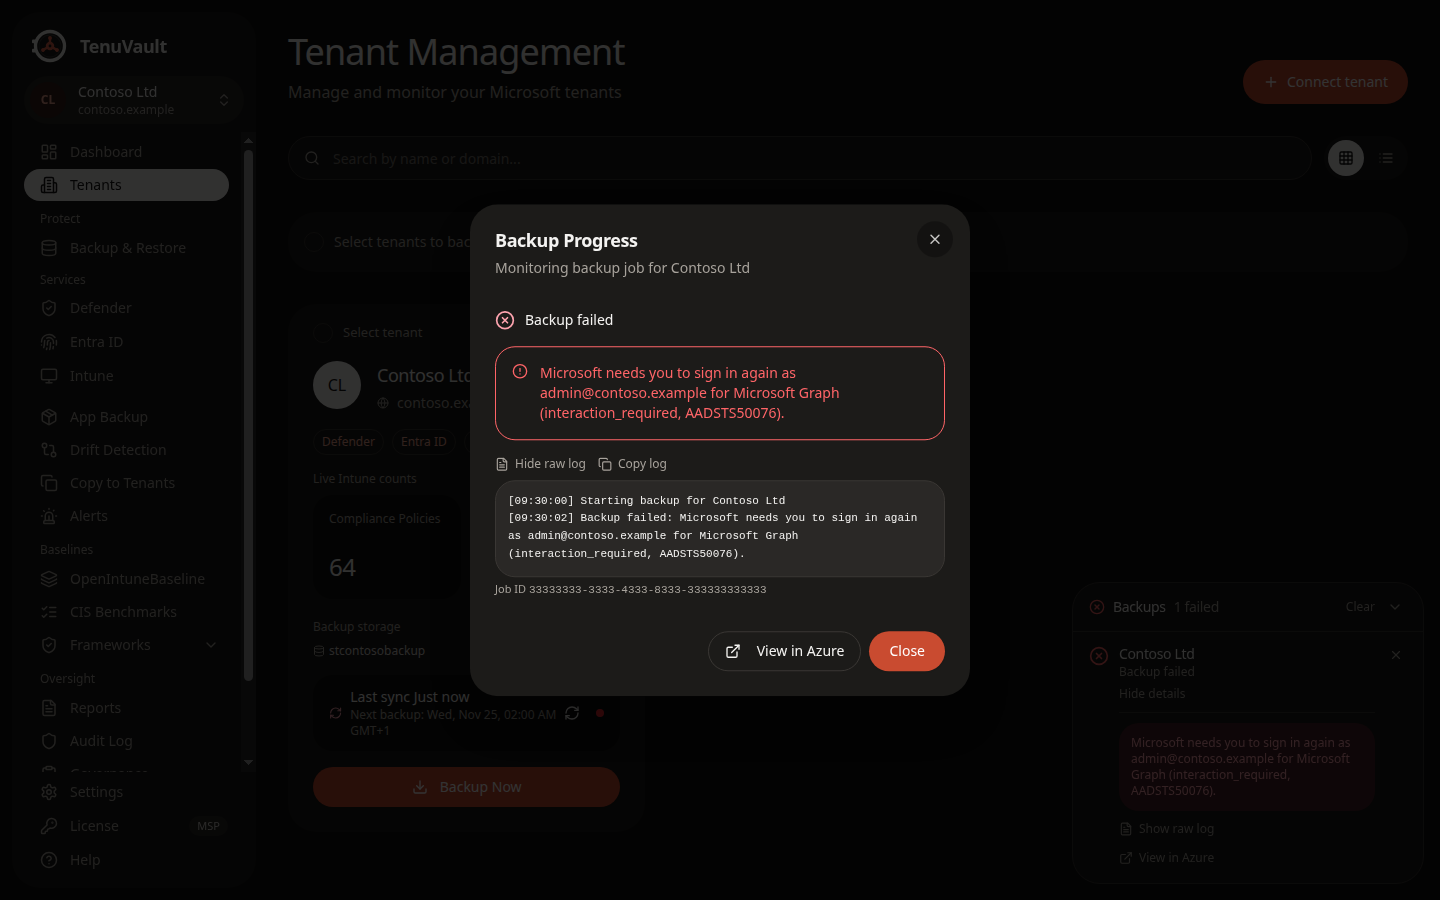 TenuVault
CL
Contoso Ltd
contoso.example
Dashboard
Tenants
Protect
Backup & Restore
Services
Defender
Entra ID
Intune
App Backup
Drift Detection
Copy to Tenants
Alerts
Baselines
OpenIntuneBaseline
CIS Benchmarks
Frameworks
Oversight
Reports
Audit Log
Settings
License MSP
Help
Tenant Management
Manage and monitor your Microsoft tenants
Connect tenant
Search by name or domain...
Select tenants to bac
Select tenant
CL
Contoso Ltd
contoso.exa
Defender Entra ID
Live Intune counts
Compliance Policies
64
Backup storage
stcontosobackup
Last sync Just now
Next backup: Wed, Nov 25, 02:00 AM
GMT+1
Backup Now
Backup Progress
Monitoring backup job for Contoso Ltd
Backup failed
Microsoft needs you to sign in again as
admin@contoso.example for Microsoft Graph
(interaction_required, AADSTS50076).
Hide raw log Copy log
[09:30:00] Starting backup for Contoso Ltd
[09:30:02] Backup failed: Microsoft needs you to sign in again
as admin@contoso.example for Microsoft Graph
(interaction_required, AADSTS50076).
Job ID 33333333-3333-4333-8333-333333333333
View in Azure
Close
Backups 1 failed Clear
Contoso Ltd
Backup failed
Hide details
Microsoft needs you to sign in again as
admin@contoso.example for Microsoft
Graph (interaction_required,
AADSTS50076).
Show raw log
View in Azure